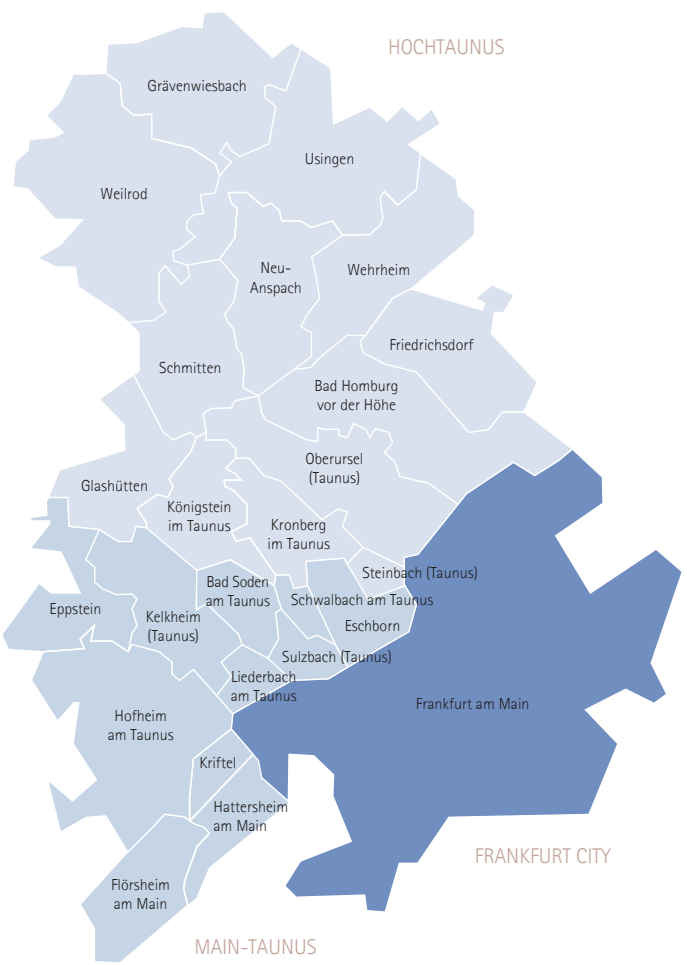 HOCHTAUNUS
Grävenwiesbach
Usingen
Weilrod
Neu-
Anspach
Wehrheim
Friedrichsdorf
Schmitten
Bad Homburg
vor der Höhe
Oberursel
(Taunus)
Glashütten
Königstein
im Taunus
Kronberg
im Taunus
Steinbach (Taunus)
Bad Soden
am Taunus
Schwalbach am Taunus
Eppstein
Kelkheim
(Taunus)
Eschborn
Sulzbach (Taunus)
Liederbach
am Taunus
Frankfurt am Main
Hofheim
am Taunus
Kriftel
Hattersheim
am Main
FRANKFURT CITY
Flörsheim
am Main
MAIN-TAUNUS